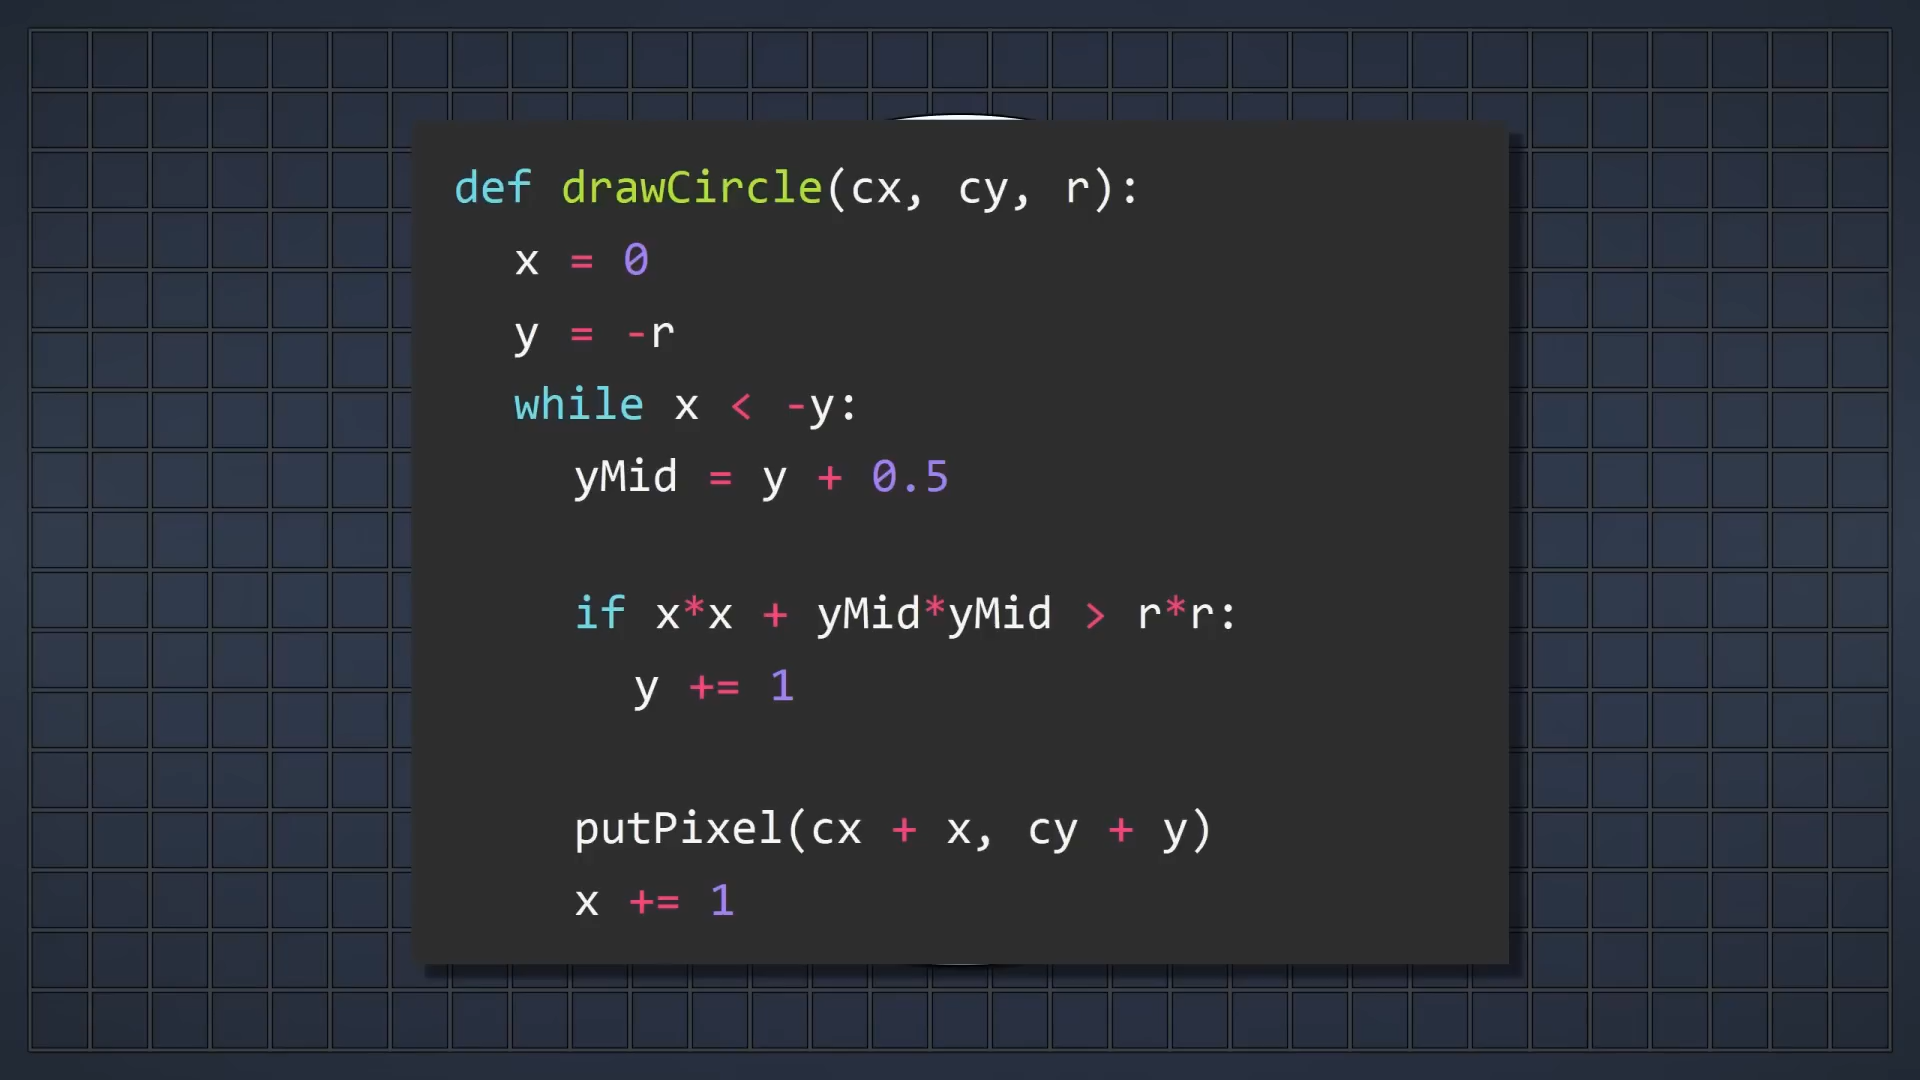 def drawCircle(cx, cy, r):
x = 0
y = -r
while x < -y:
yMid = y + 0.5
if x*x + yMid*yMid > r*r:
y += 1
putPixel(cx + x, cy + y)
x += 1